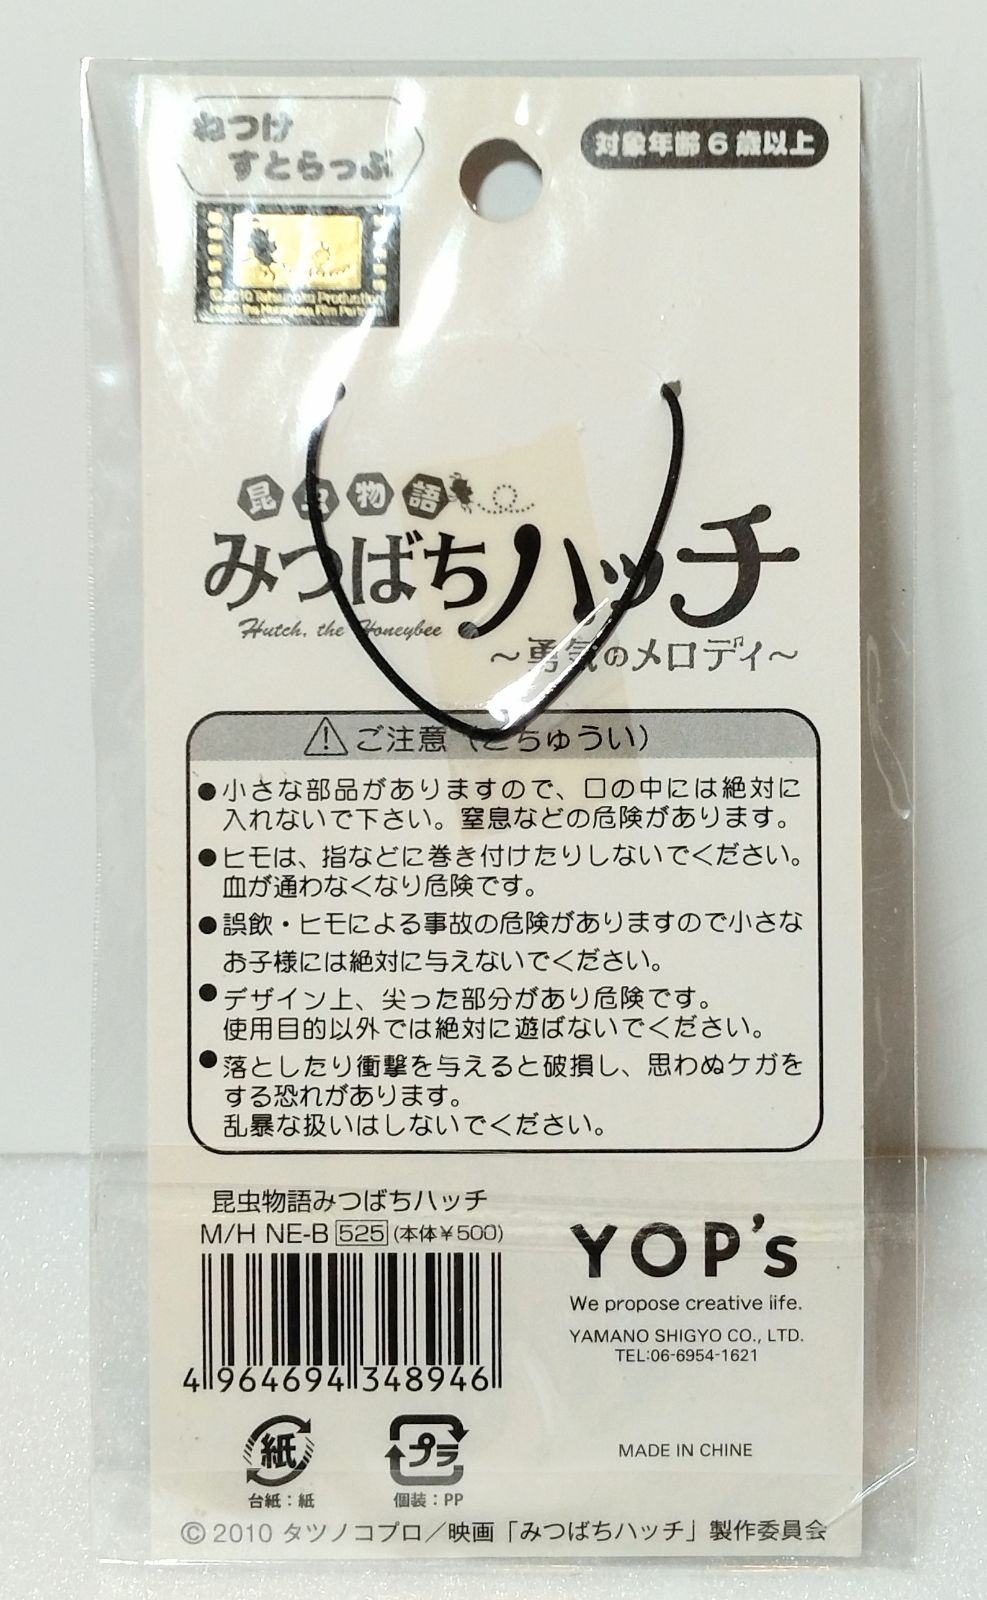 ねつけ
すとらっぷ
対象年齢6歳以上
©2010 Tatsunoko Production
昆虫物語
みつばちハッチ
Hutch, the Honeybee
～勇気のメロディ～
ご注意（ごちゅうい）
●小さな部品がありますので、口の中には絶対に
入れないで下さい。窒息などの危険があります。
●ヒモは、指などに巻き付けたりしないでください。
血が通わなくなり危険です。
●誤飲・ヒモによる事故の危険がありますので小さな
お子様には絶対に与えないでください。
●デザイン上、尖った部分があり危険です。
使用目的以外では絶対に遊ばないでください。
●落としたり衝撃を与えると破損し、思わぬケガを
する恐れがあります。
乱暴な扱いはしないでください。
昆虫物語みつばちハッチ
M/H NE-B 525 (本体¥500)
4 964694 348946
YOP's
We propose creative life.
YAMANO SHIGYO CO., LTD.
TEL:06-6954-1621
紙
台紙：紙
プラ
個装：PP
MADE IN CHINE
© 2010 タツノコプロ／映画「みつばちハッチ」製作委員会